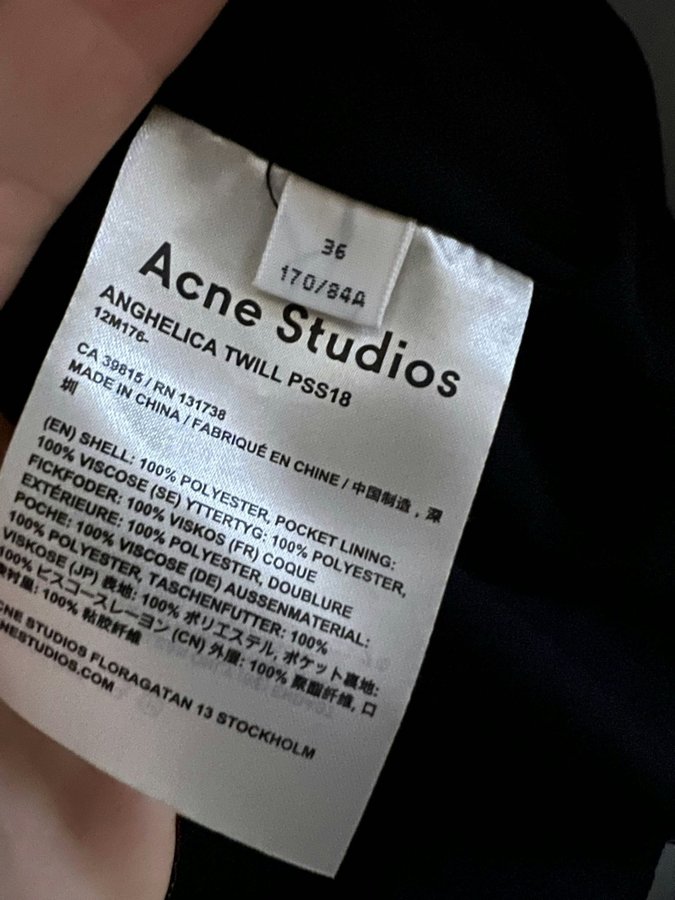 36
170/84A
Acne Studios
ANGHELICA TWILL PSS18
12M176-
CA 39815 / RN 131738
MADE IN CHINA / FABRIQUÉ EN CHINE / 中国制造，深
圳
(EN) SHELL: 100% POLYESTER, POCKET LINING:
100% VISCOSE (SE) YTTERTYG: 100% POLYESTER,
FICKFODER: 100% VISKOS (FR) COQUE
EXTÉRIEURE: 100% POLYESTER, DOUBLURE
POCHE: 100% VISCOSE (DE) AUSSENMATERIAL:
100% POLYESTER, TASCHENFUTTER: 100%
VISKOSE (JP) 表地: 100% ポリエステル, ポケット裏地:
100% ビスコースレーヨン (CN) 外層: 100% 聚酯纤维, 口
袋衬里: 100% 粘胶纤维
CNE STUDIOS FLORAGATAN 13 STOCKHOLM
NESTUDIOS.COM